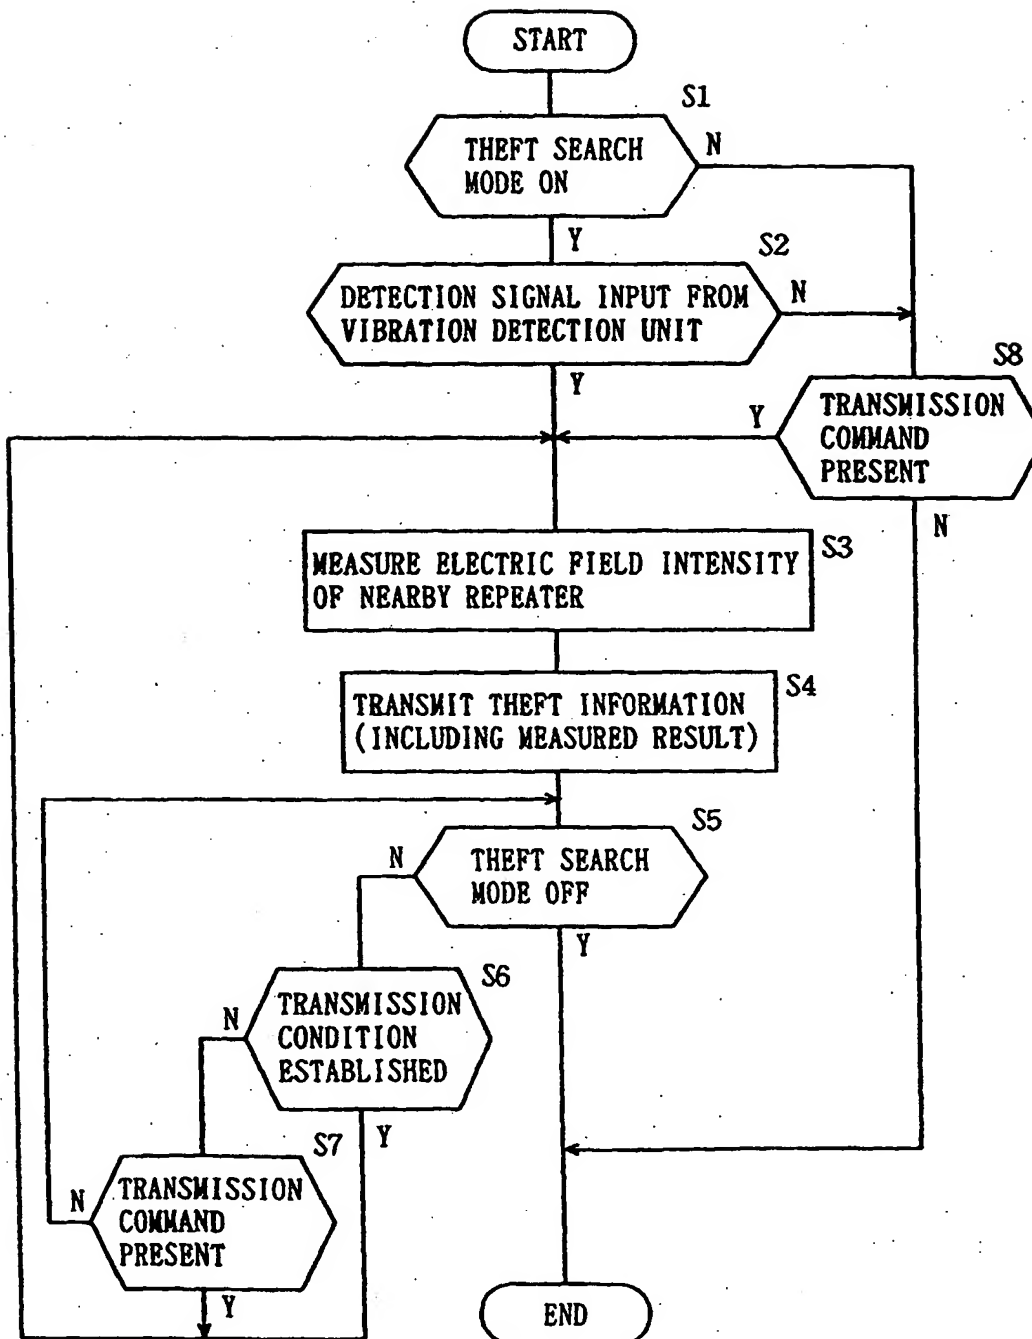 START
S1
THEFT SEARCH
MODE ON
N
Y
S2
DETECTION SIGNAL INPUT FROM
VIBRATION DETECTION UNIT
N
Y
S8
TRANSMISSION
COMMAND
PRESENT
Y
N
S3
MEASURE ELECTRIC FIELD INTENSITY
OF NEARBY REPEATER
S4
TRANSMIT THEFT INFORMATION
(INCLUDING MEASURED RESULT)
S5
THEFT SEARCH
MODE OFF
N
Y
S6
TRANSMISSION
CONDITION
ESTABLISHED
N
Y
S7
TRANSMISSION
COMMAND
PRESENT
N
Y
END